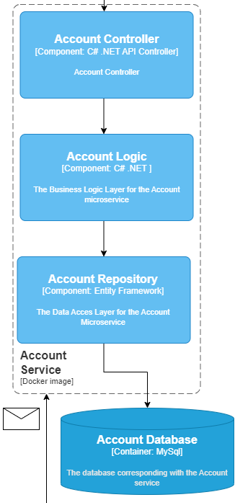 Account Controller
[Component: C# .NET API Controller]
Account Controller
Account Logic
[Component: C# .NET ]
The Business Logic Layer for the Account
microservice
Account Repository
[Component: Entity Framework]
The Data Acces Layer for the Account
Microservice
Account
Service
[Docker image]
Account Database
[Container: MySql]
The database corresponding with the Account
service